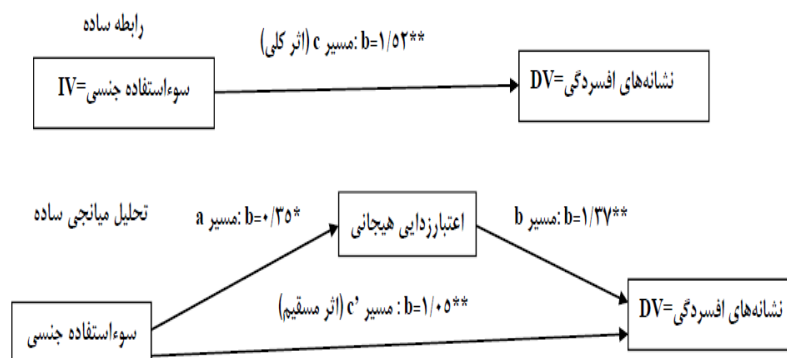 رابطه ساده
مسیر c (اثر کلی): b=۱/۵۲**
سوءاستفاده جنسی=IV
نشانه‌های افسردگی=DV
تحلیل میانجی ساده
مسیر a: b=۰/۳۵*
اعتبارزدایی هیجانی
مسیر b: b=۱/۳۷**
سوءاستفاده جنسی
مسیر c’ (اثر مستقیم): b=۱/۰۵**
نشانه‌های افسردگی=DV